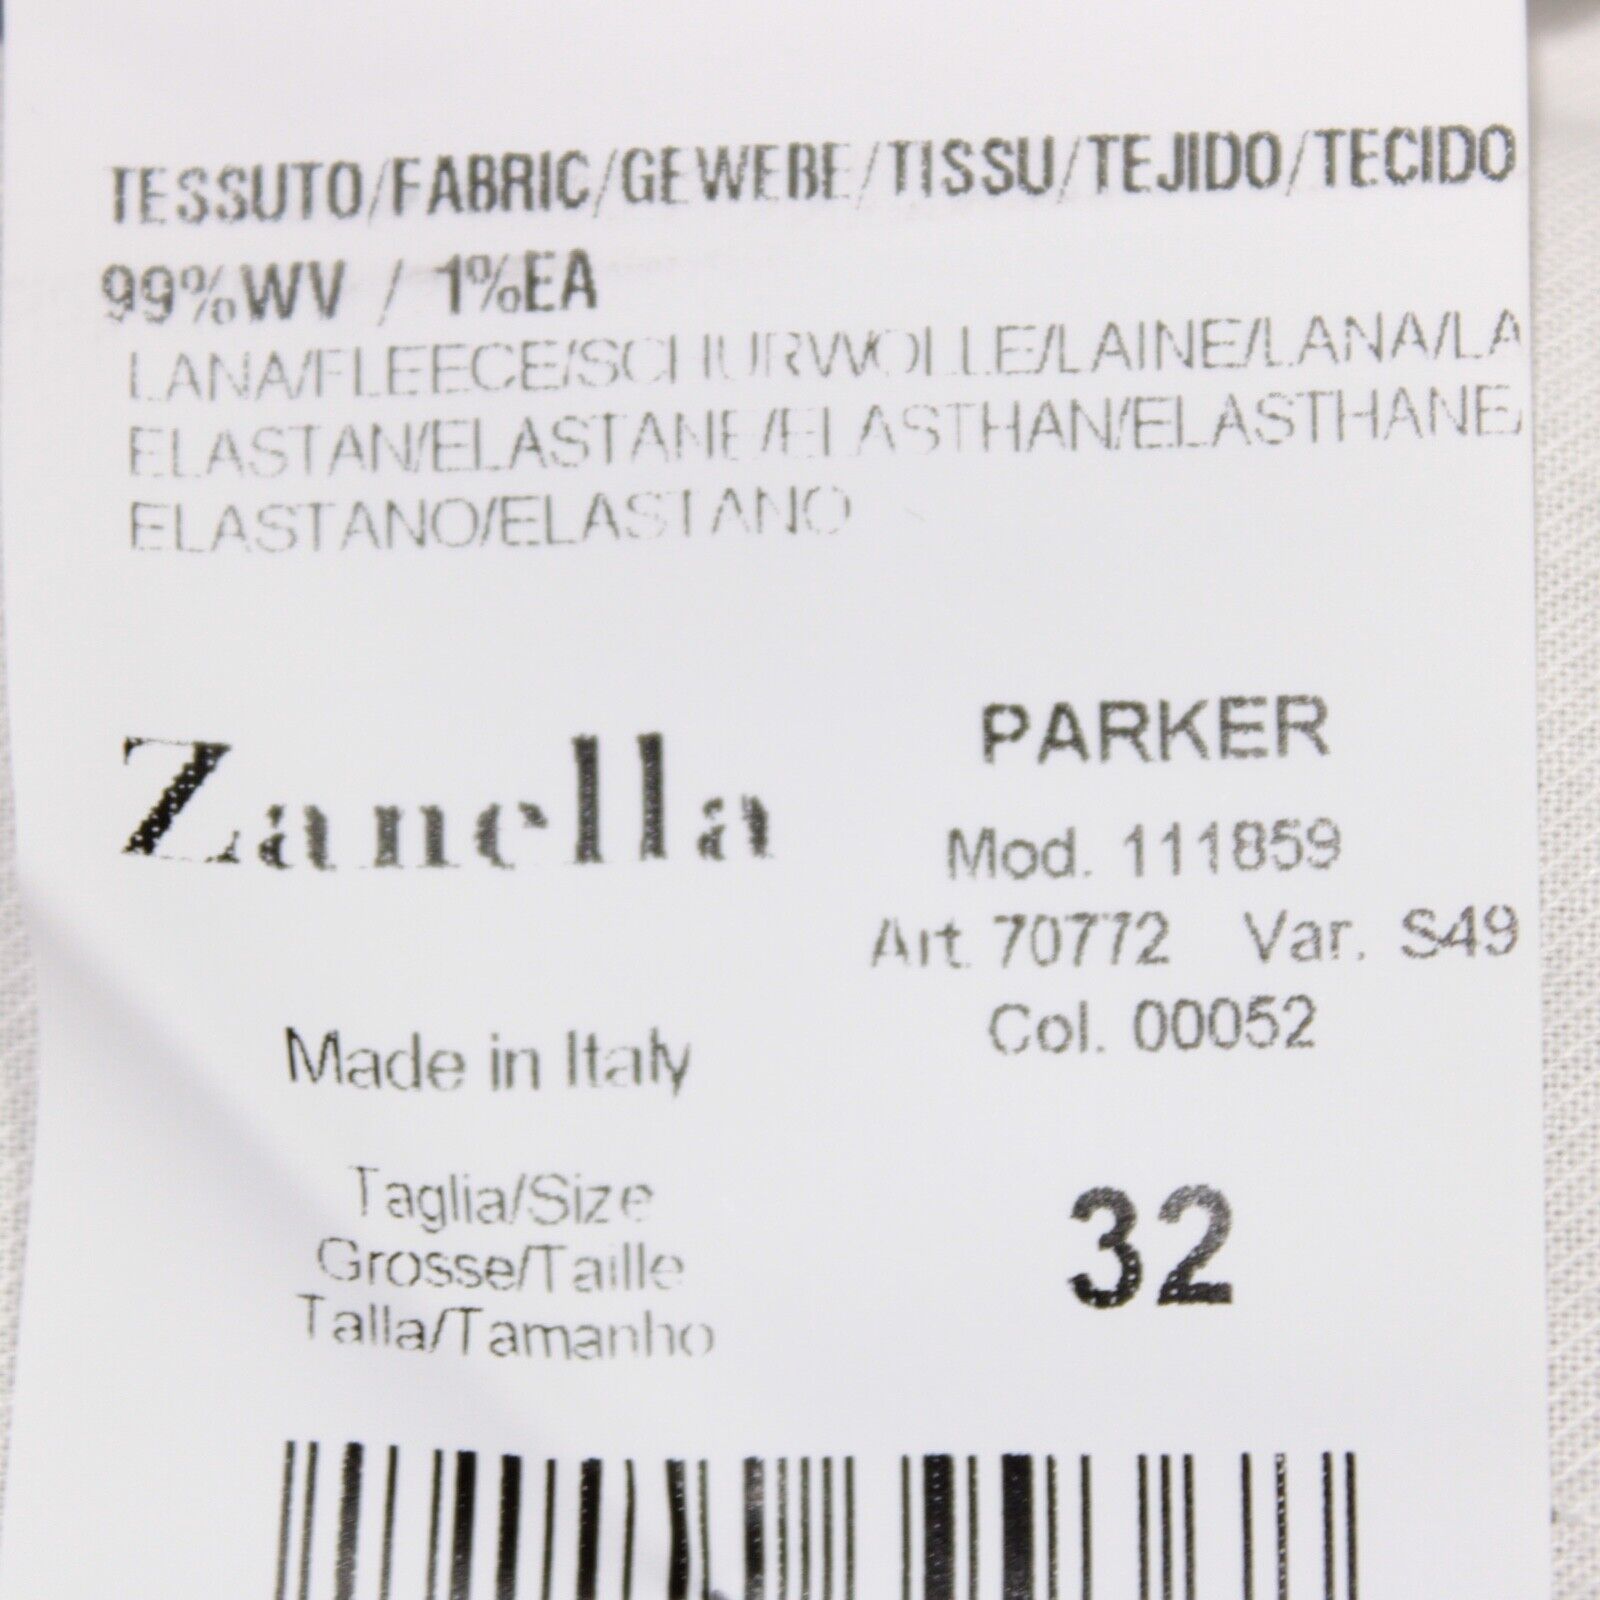 TESSUTO/FABRIC/GEWEBE/TISSU/TEJIDO/TECIDO
99%WV / 1%EA
LANA/FLEECE/SCHURWOLLE/LAINE/LANA/LA
ELASTAN/ELASTANE/ELASTHAN/ELASTHANE/
ELASTANO/ELASTANO
Zanella
PARKER
Mod. 111859
Art. 70772 Var. S49
Col. 00052
Made in Italy
Taglia/Size
Grosse/Taille
Talla/Tamanho
32